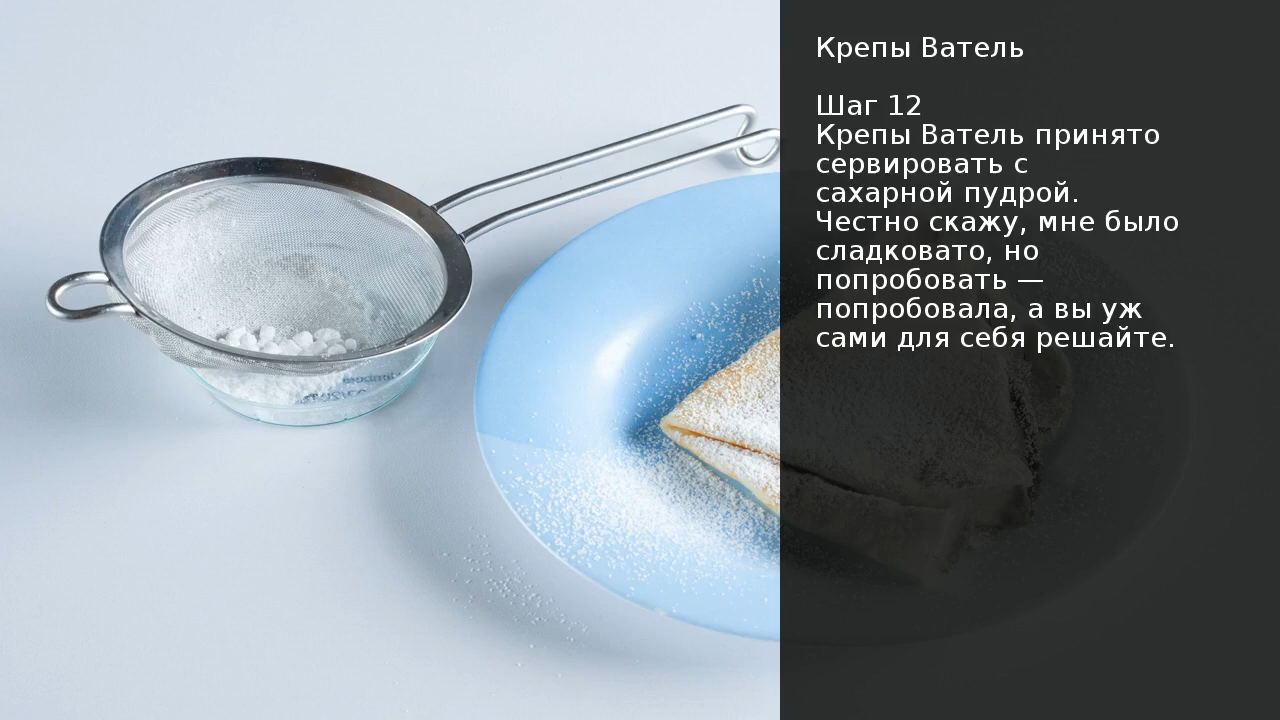 Крепы Ватель
Шаг 12
Крепы Ватель принято
сервировать с
сахарной пудрой.
Честно скажу, мне было
сладковато, но
попробовать —
попробовала, а вы уж
сами для себя решайте.